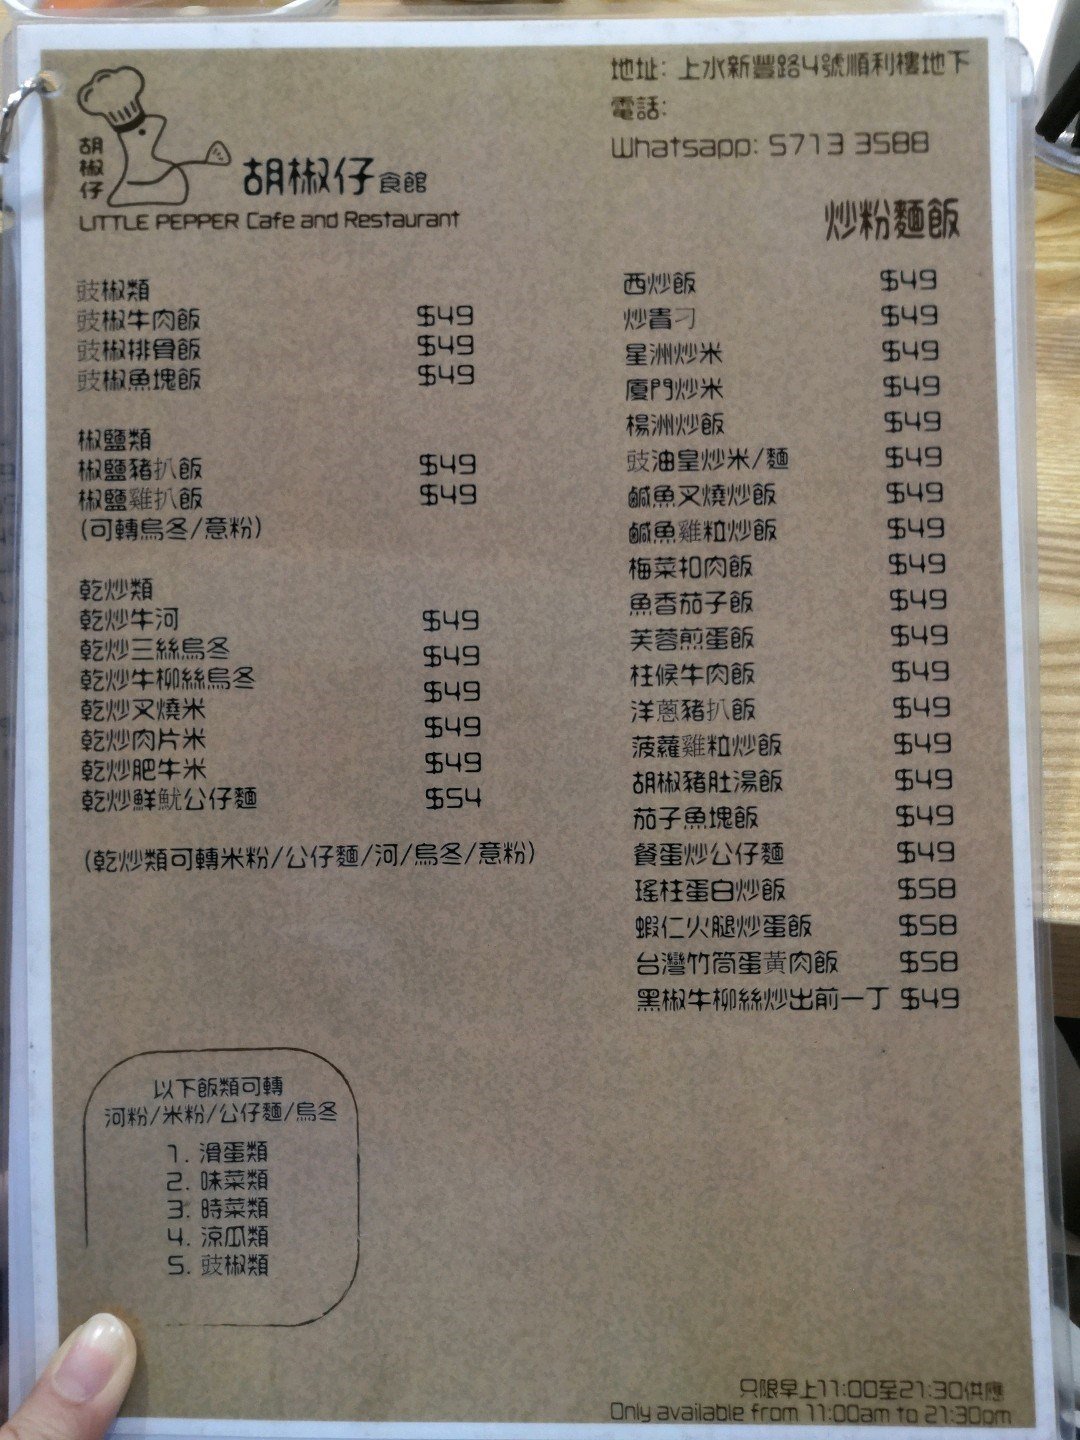 胡椒仔
胡椒仔食館
LITTLE PEPPER Cafe and Restaurant
地址: 上水新豐路4號順利樓地下
電話:
Whatsapp: 5713 3588
炒粉麵飯
豉椒類
豉椒牛肉飯 $49
豉椒排骨飯 $49
豉椒魚塊飯 $49
椒鹽類
椒鹽豬扒飯 $49
椒鹽雞扒飯 $49
(可轉烏冬/意粉)
乾炒類
乾炒牛河 $49
乾炒三絲烏冬 $49
乾炒牛柳絲烏冬 $49
乾炒叉燒米 $49
乾炒肉片米 $49
乾炒肥牛米
乾炒鮮魷公仔麵 $54
(乾炒類可轉米粉/公仔麵/河/烏冬/意粉)
以下飯類可轉
河粉/米粉/公仔麵/烏冬
1. 滑蛋類
2. 味菜類
3. 時菜類
4. 涼瓜類
5. 豉椒類
西炒飯 $49
炒貴刁 $49
星洲炒米 $49
廈門炒米 $49
楊洲炒飯 $49
豉油皇炒米/麵 $49
鹹魚叉燒炒飯 $49
鹹魚雞粒炒飯 $49
梅菜扣肉飯 $49
魚香茄子飯 $49
芙蓉煎蛋飯 $49
柱候牛肉飯 $49
洋蔥豬扒飯 $49
菠蘿雞粒炒飯 $49
胡椒豬肚湯飯 $49
茄子魚塊飯 $49
餐蛋炒公仔麵 $49
瑤柱蛋白炒飯 $58
蝦仁火腿炒蛋飯 $58
台灣竹筒蛋黃肉飯 $58
黑椒牛柳絲炒出前一丁 $49
只限早上11:00至21:30供應
Only available from 11:00am to 21:30pm